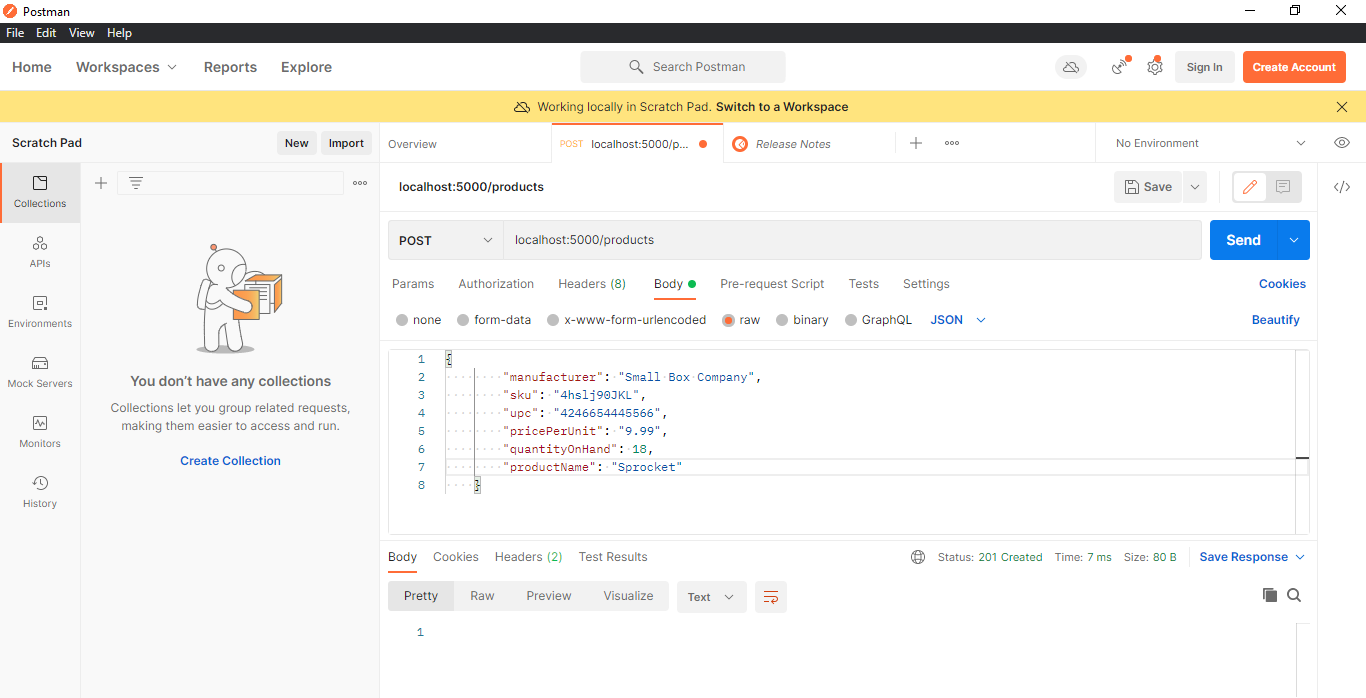 Postman
File Edit View Help
Home Workspaces Reports Explore Search Postman Sign In Create Account
Working locally in Scratch Pad. Switch to a Workspace
Scratch Pad New Import
Overview POST localhost:5000/p... Release Notes No Environment
Collections
APIs
Environments
Mock Servers
Monitors
History
You don't have any collections
Collections let you group related requests,
making them easier to access and run.
Create Collection
localhost:5000/products Save
POST localhost:5000/products Send
Params Authorization Headers (8) Body Pre-request Script Tests Settings Cookies
none form-data x-www-form-urlencoded raw binary GraphQL JSON Beautify
1 {
2 "manufacturer": "Small Box Company",
3 "sku": "4hslj90JKL",
4 "upc": "4246654445566",
5 "pricePerUnit": "9.99",
6 "quantityOnHand": 18,
7 "productName": "Sprocket"
8 }
Body Cookies Headers (2) Test Results Status: 201 Created Time: 7 ms Size: 80 B Save Response
Pretty Raw Preview Visualize Text
1